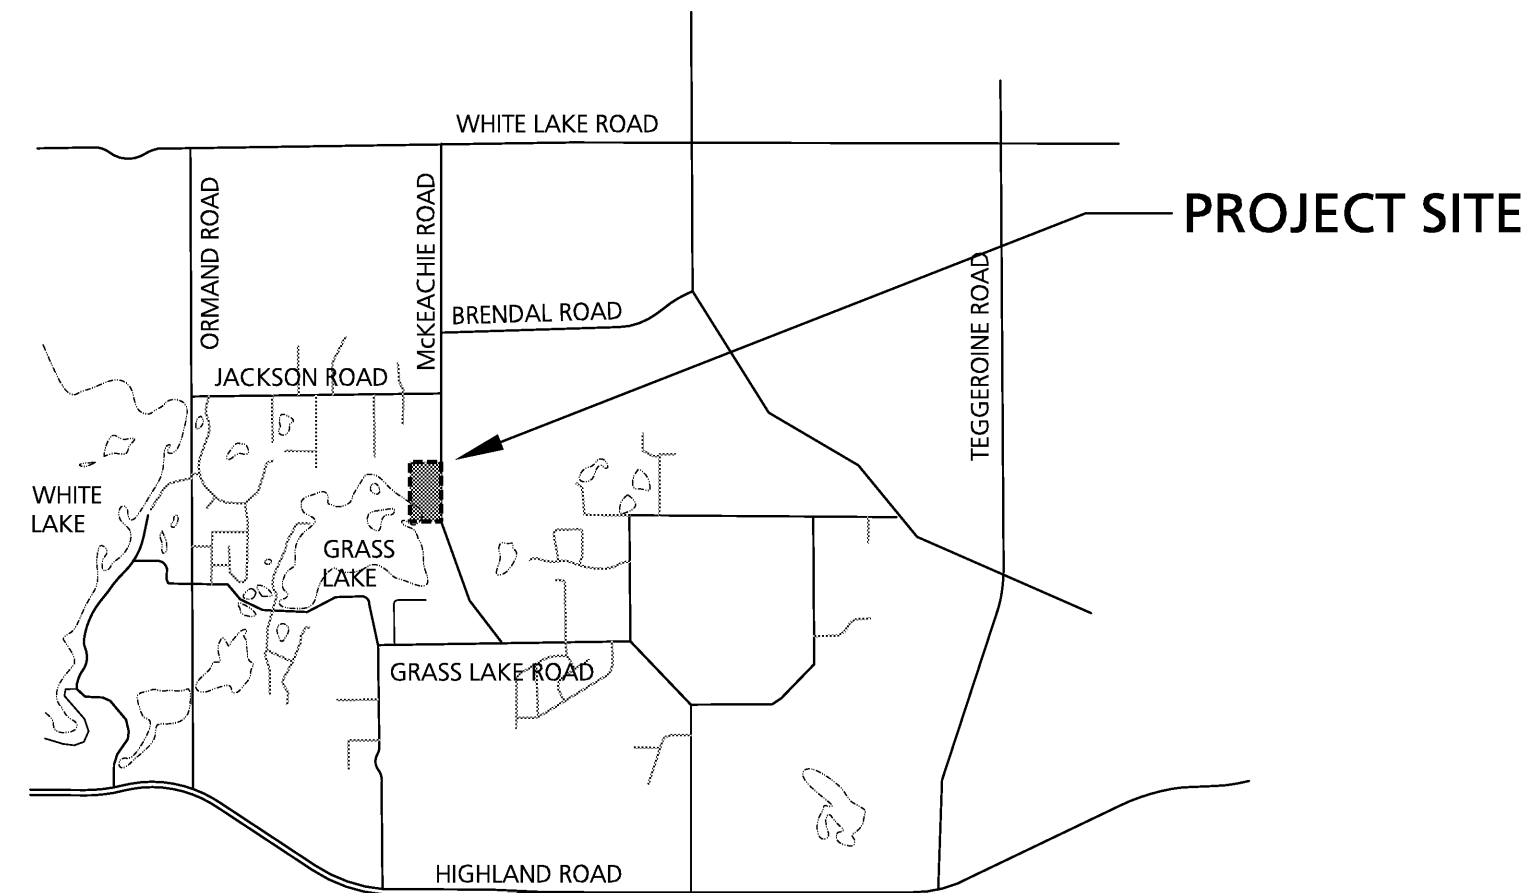 WHITE LAKE ROAD
ORMAND ROAD
McKEACHIE ROAD
PROJECT SITE
BRENDAL ROAD
TEGGEROINE ROAD
JACKSON ROAD
WHITE
LAKE
GRASS
LAKE
GRASS LAKE ROAD
HIGHLAND ROAD